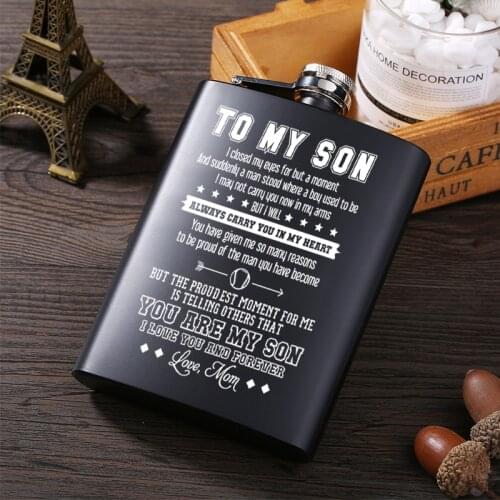 TO MY SON
I closed my eyes for but a moment
And suddenly a man stood where a boy used to be
I may not carry you now in my arms
BUT I WILL
ALWAYS CARRY YOU IN MY HEART
You have given me so many reasons
to be proud of the man you have become
BUT THE PROUDEST MOMENT FOR ME
IS TELLING OTHERS THAT
YOU ARE MY SON
I LOVE YOU AND FOREVER
Love, Mom
HOME DECORATION
CAFE
HAUT